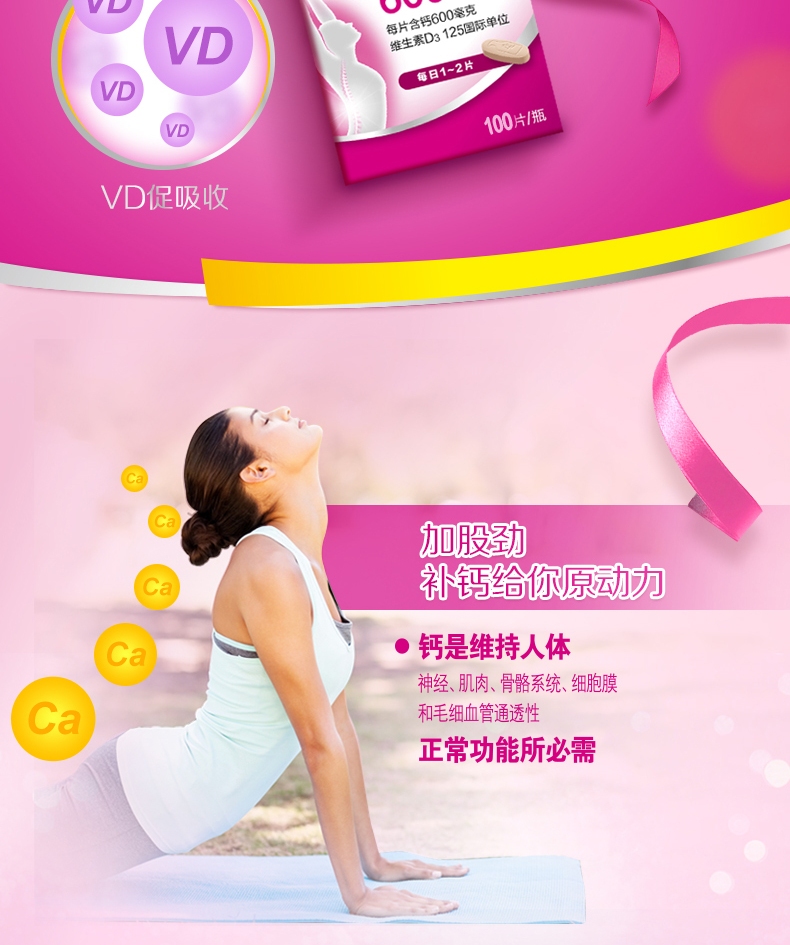 VD
VD
VD
VD
VD促吸收
每片含钙600毫克
维生素D3 125国际单位
每日1~2片
100片/瓶
Ca
Ca
Ca
Ca
Ca
加股劲
补钙给你原动力
钙是维持人体
神经、肌肉、骨骼系统、细胞膜
和毛细血管通透性
正常功能所必需